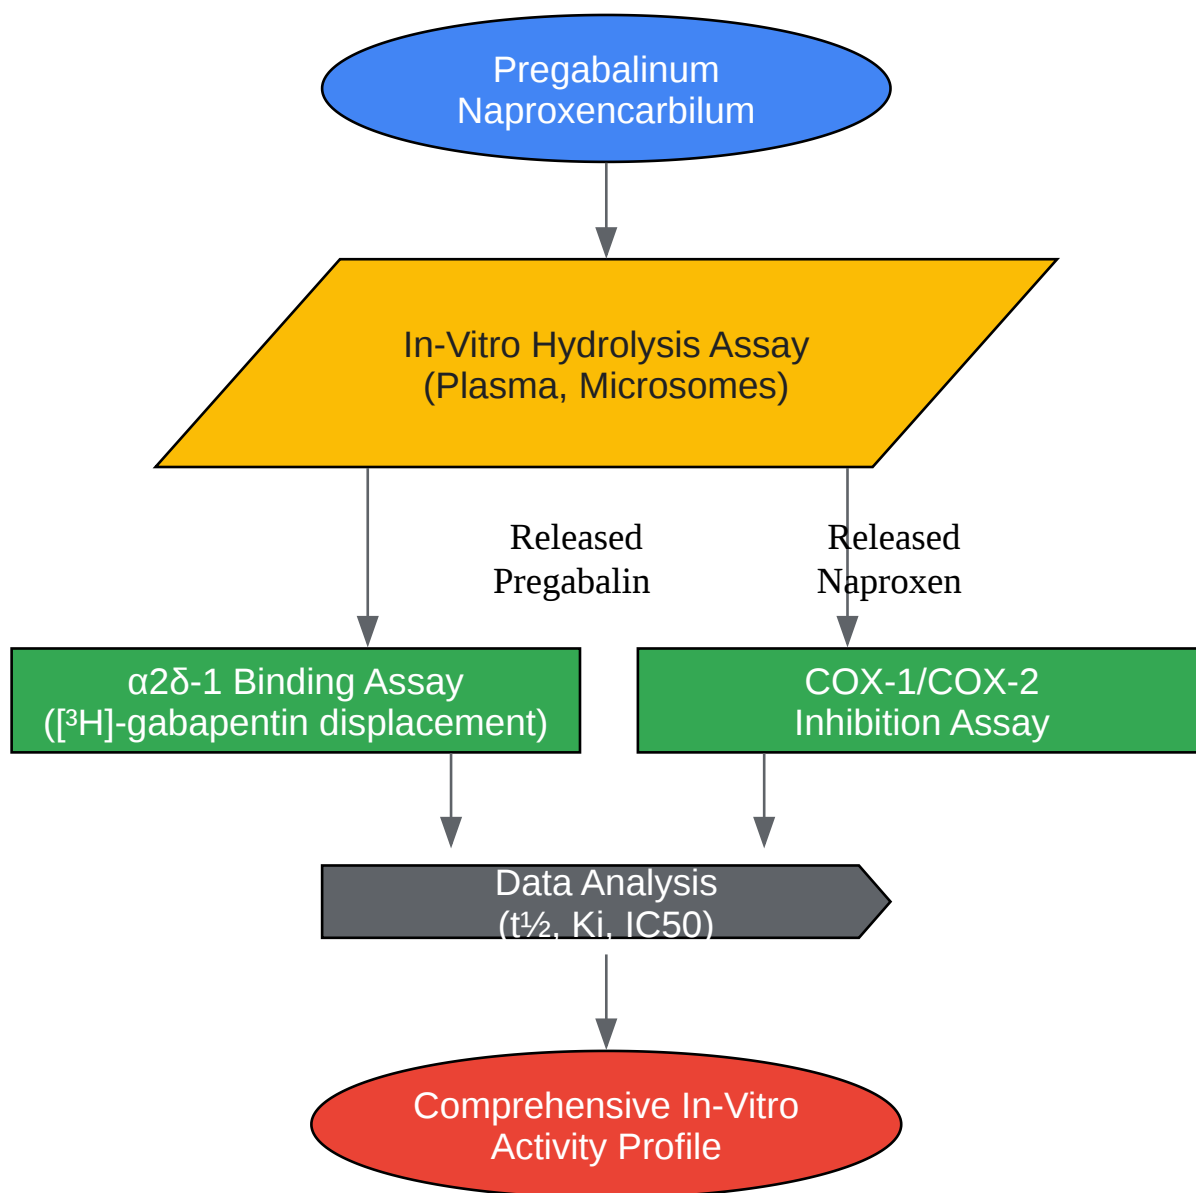 Pregabalinum
Naproxencarbilum
In-Vitro Hydrolysis Assay
(Plasma, Microsomes)
Released
Pregabalin
Released
Naproxen
α2δ-1 Binding Assay
([³H]-gabapentin displacement)
COX-1/COX-2
Inhibition Assay
Data Analysis
(t½, Ki, IC50)
Comprehensive In-Vitro
Activity Profile